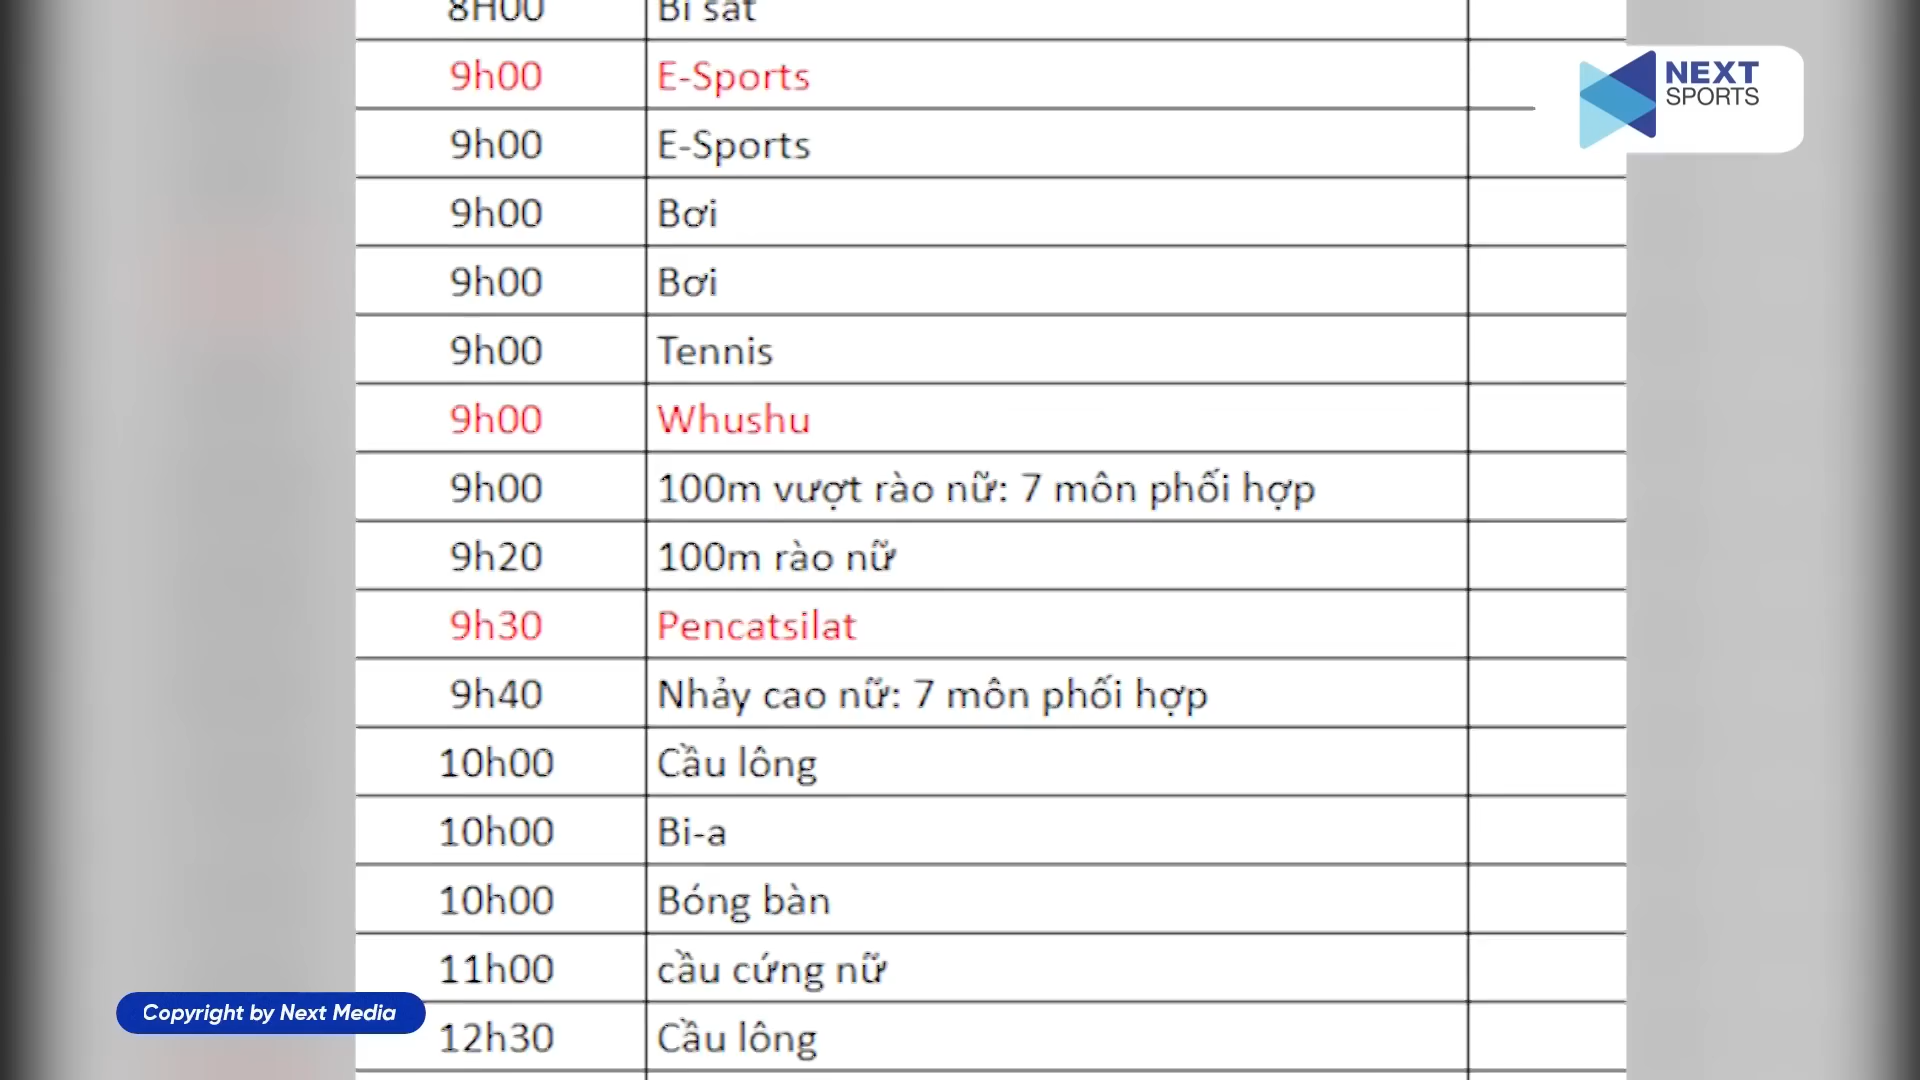 8H00 Bi sắt
9h00 E-Sports
NEXT
SPORTS
9h00 E-Sports
9h00 Bơi
9h00 Bơi
9h00 Tennis
9h00 Whushu
9h00 100m vượt rào nữ: 7 môn phối hợp
9h20 100m rào nữ
9h30 Pencatsilat
9h40 Nhảy cao nữ: 7 môn phối hợp
10h00 Cầu lông
10h00 Bi-a
10h00 Bóng bàn
11h00 cầu cứng nữ
Copyright by Next Media
12h30 Cầu lông